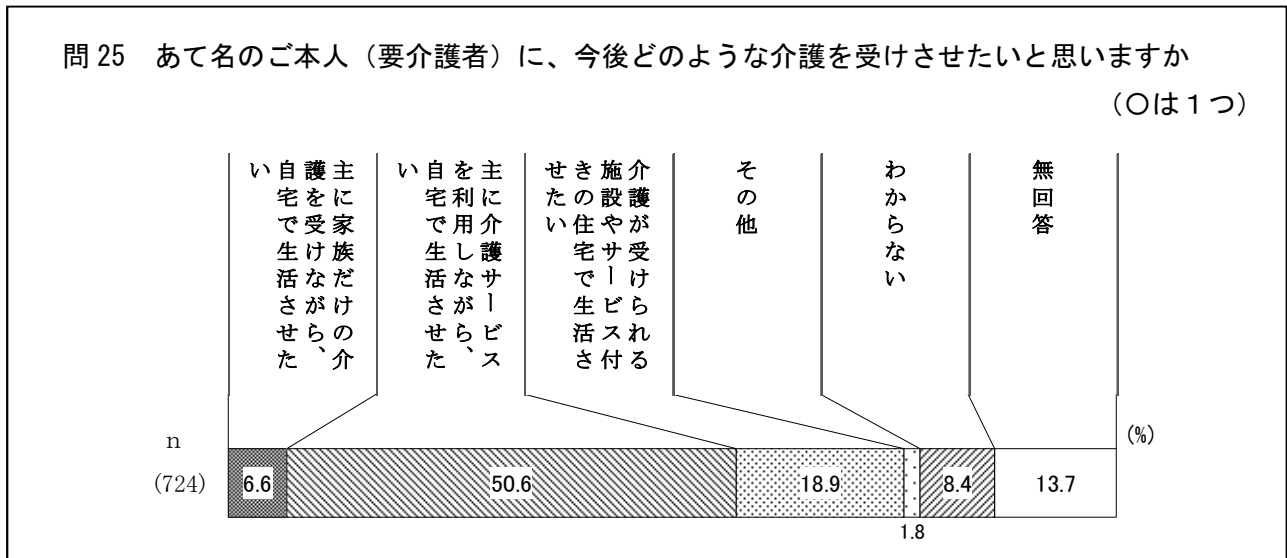 問25 あて名のご本人（要介護者）に、今後どのような介護を受けさせたいと思いますか
（○は１つ）
主に家族だけの介
護を受けながら、
自宅で生活させた
い
主に介護サービス
を利用しながら、
自宅で生活させた
い
介護が受けられる
施設やサービス付
きの住宅で生活さ
せたい
その他
わからない
無回答
n
(%)
(724)
6.6
50.6
18.9
8.4
13.7
1.8